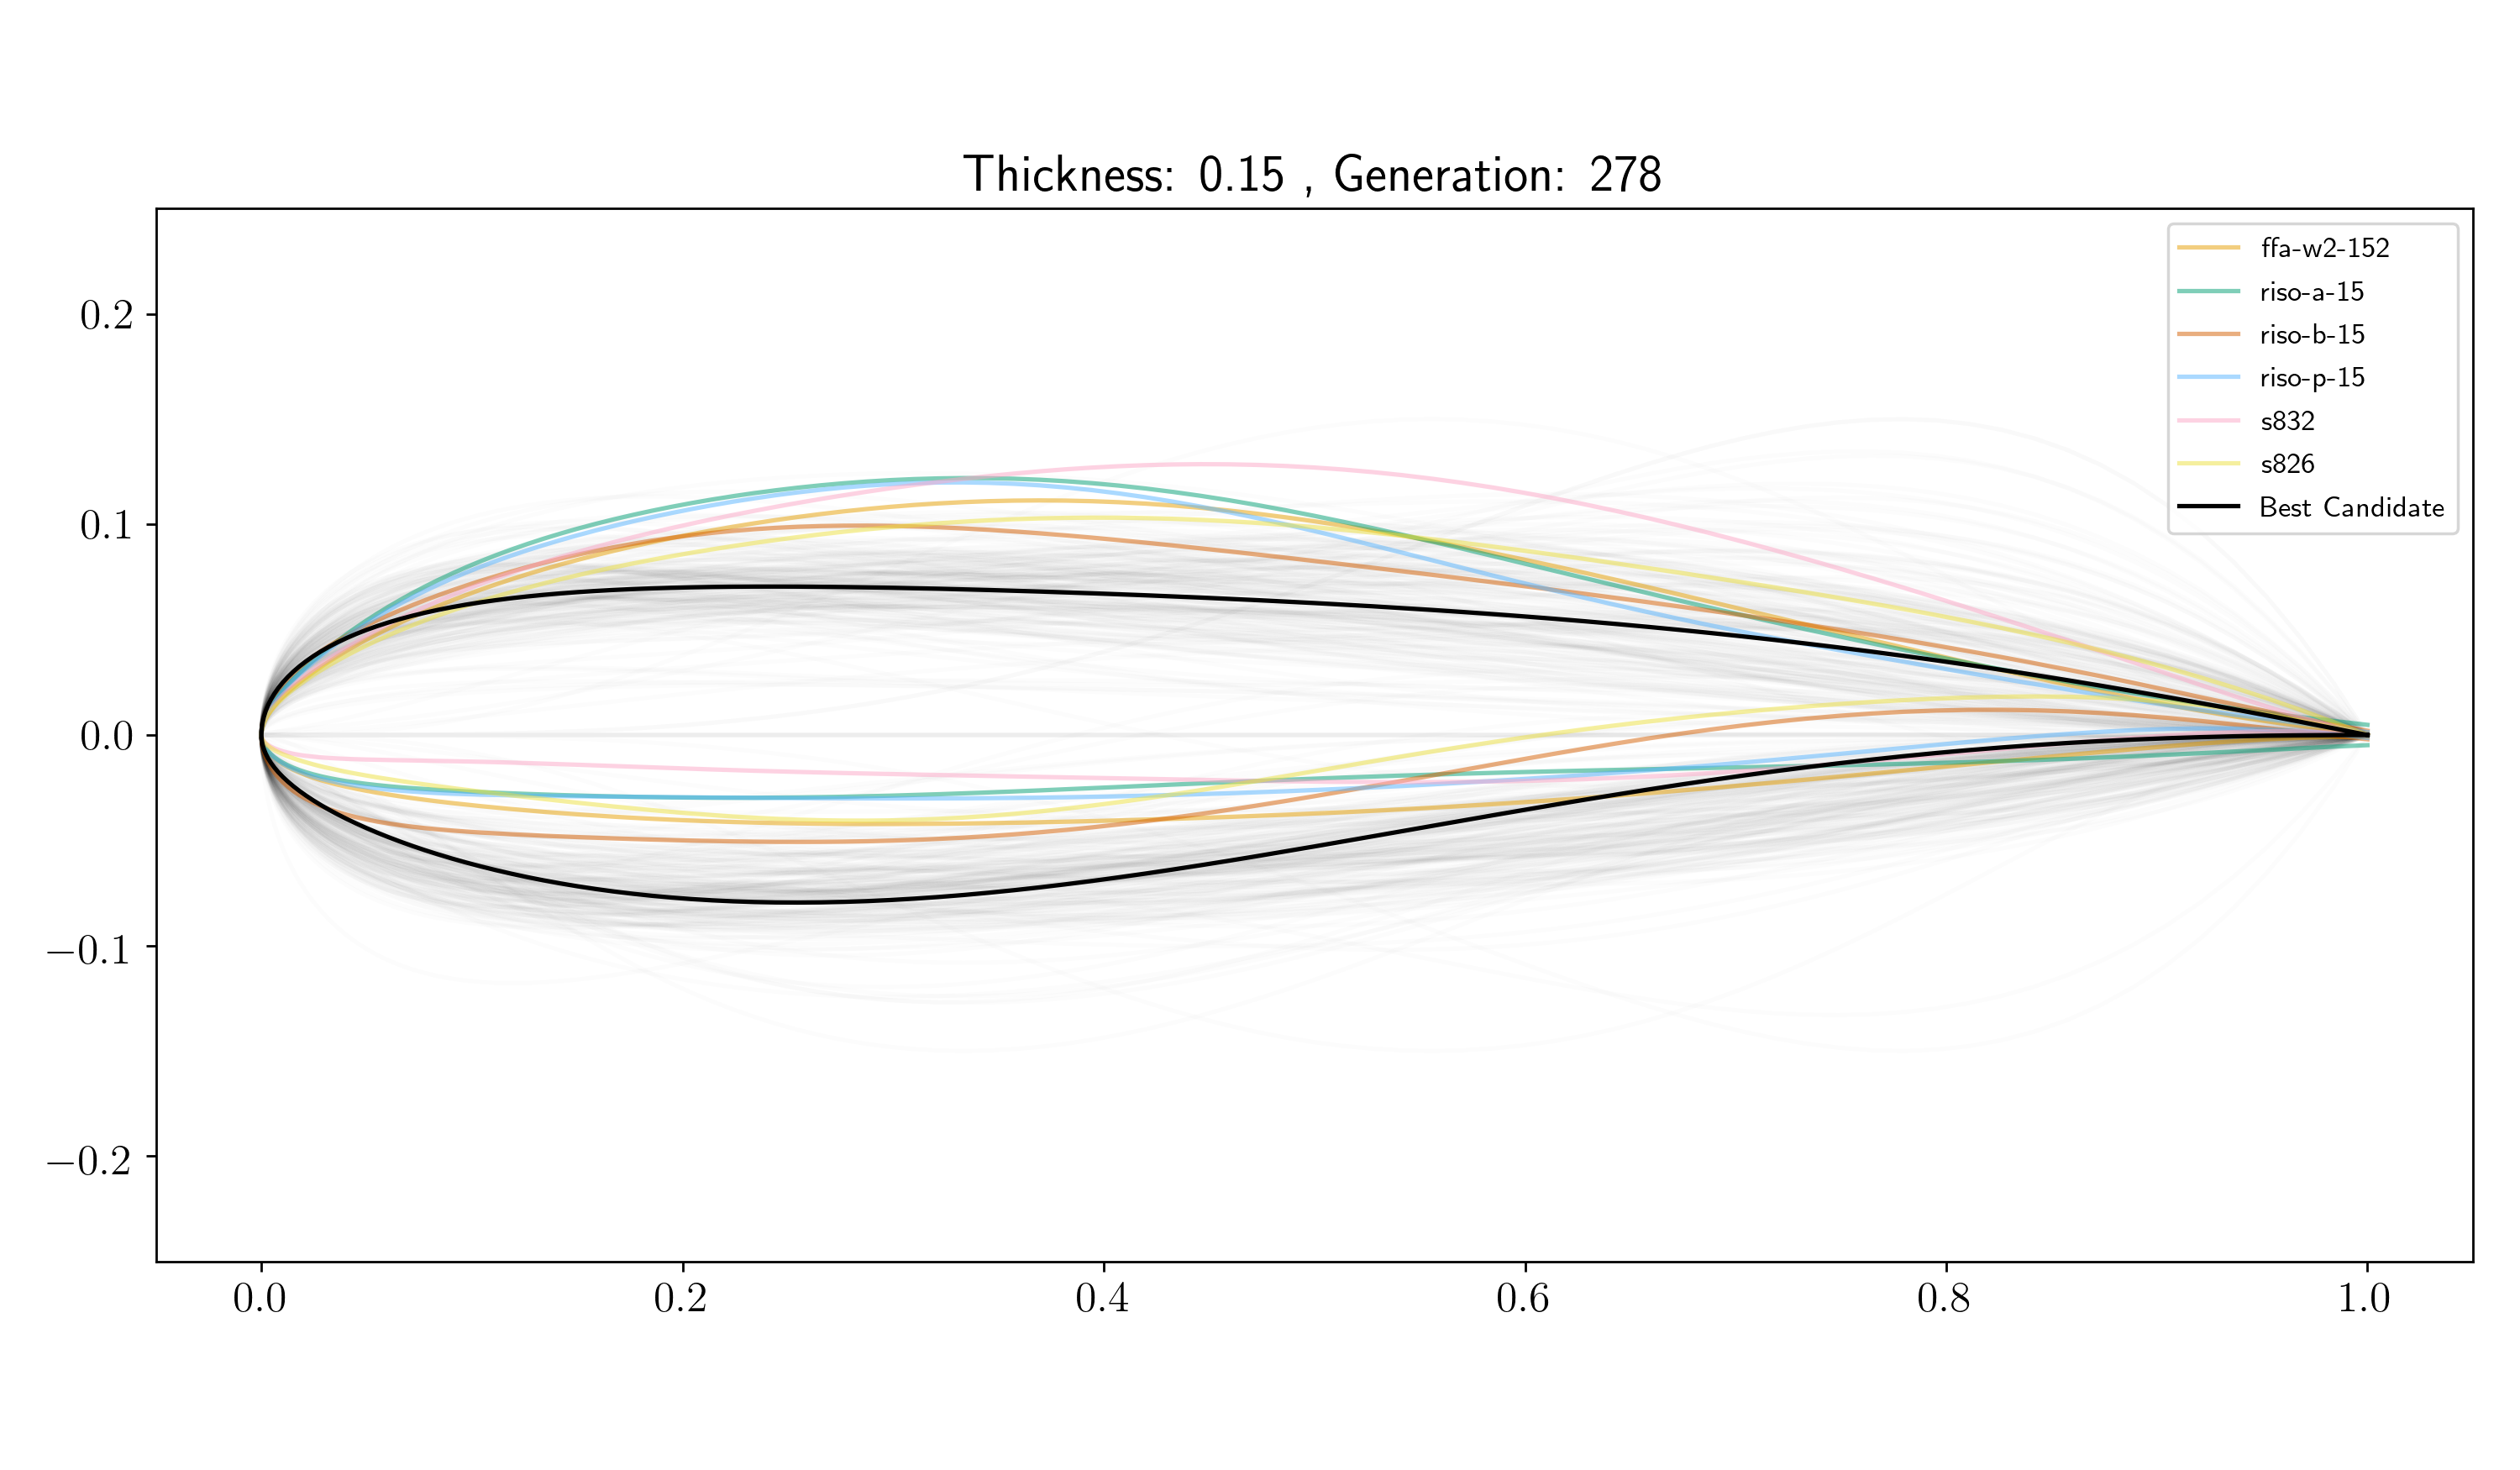 Thickness: 0.15 , Generation: 278
ffa-w2-152
riso-a-15
riso-b-15
riso-p-15
s832
s826
Best Candidate
0.2
0.1
0.0
−0.1
−0.2
0.0 0.2 0.4 0.6 0.8 1.0